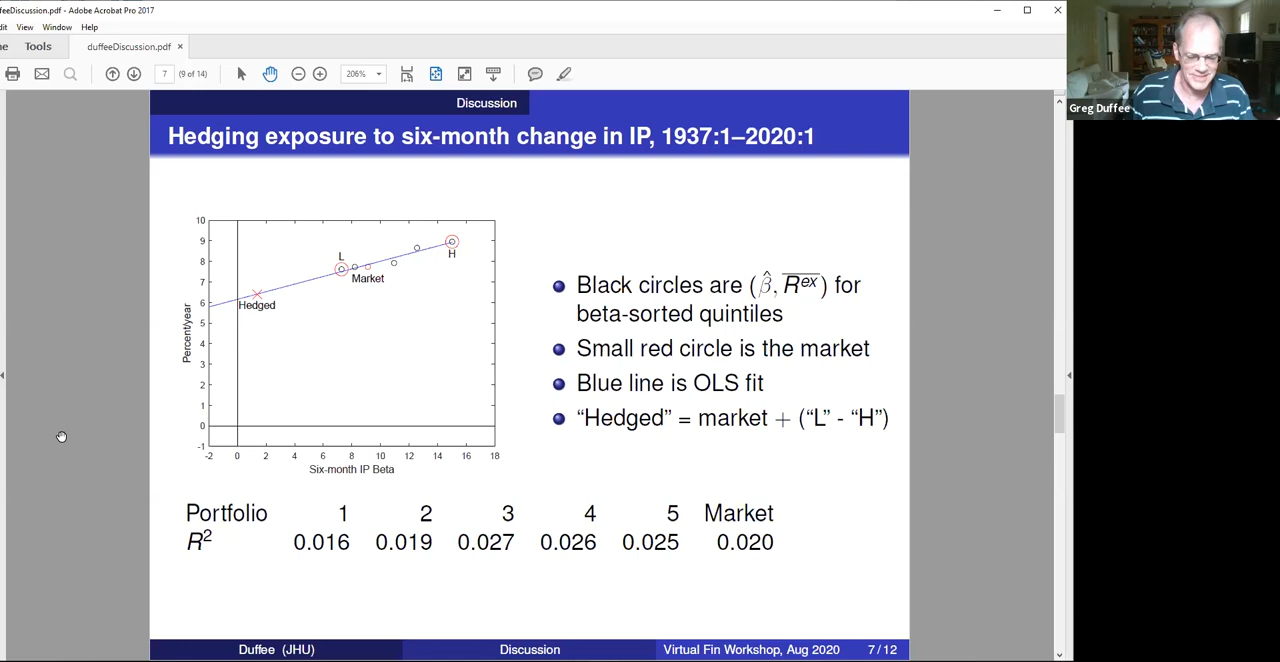 feeDiscussion.pdf - Adobe Acrobat Pro 2017
dit View Window Help
ne Tools duffeeDiscussion.pdf ×
7 (9 of 14) 206%
Greg Duffee
Discussion
Hedging exposure to six-month change in IP, 1937:1–2020:1
10
9
8
7
6
5
4
3
2
1
0
-1
Percent/year
L
H
Market
Hedged
-2 0 2 4 6 8 10 12 14 16 18
Six-month IP Beta
Black circles are (β̂, R̅ᵉˣ) for
beta-sorted quintiles
Small red circle is the market
Blue line is OLS fit
“Hedged” = market + (“L” - “H”)
Portfolio 1 2 3 4 5 Market
R² 0.016 0.019 0.027 0.026 0.025 0.020
Duffee (JHU) Discussion Virtual Fin Workshop, Aug 2020 7 / 12